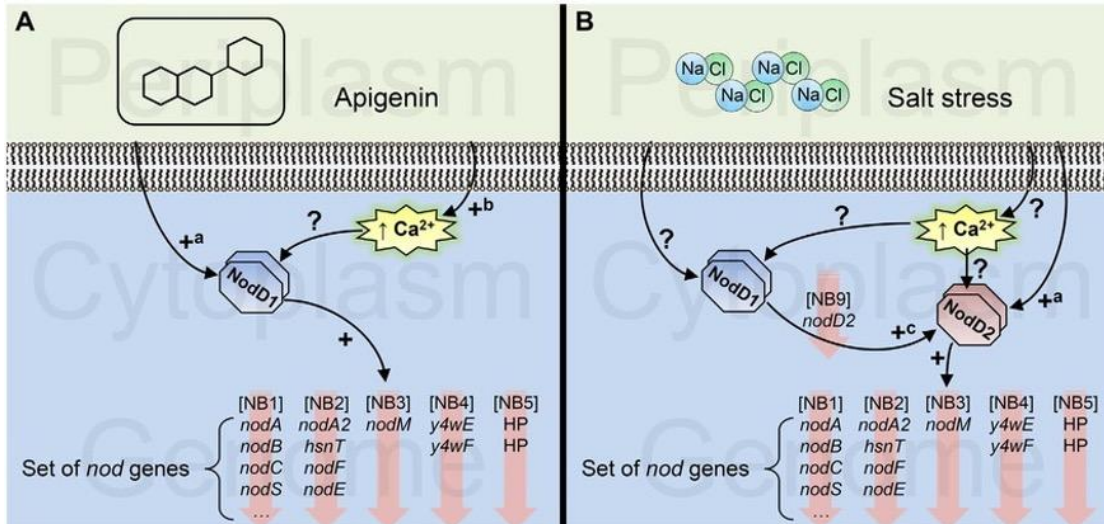 A
Periplasm
Apigenin
+b
?
↑ Ca²⁺
+a
Cytoplasm
NodD1
+
[NB1] [NB2] [NB3] [NB4] [NB5]
nodA nodA2 nodM y4wE HP
nodB hsnT y4wF HP
nodC nodF
nodS nodE
...
Set of nod genes
Genome
B
Periplasm
Na Cl Na Cl
Na Cl Na Cl
Salt stress
?
?
?
↑ Ca²⁺
?
+a
Cytoplasm
NodD1
[NB9]
nodD2
+c
NodD2
+
[NB1] [NB2] [NB3] [NB4] [NB5]
nodA nodA2 nodM y4wE HP
nodB hsnT y4wF HP
nodC nodF
nodS nodE
...
Set of nod genes
Genome